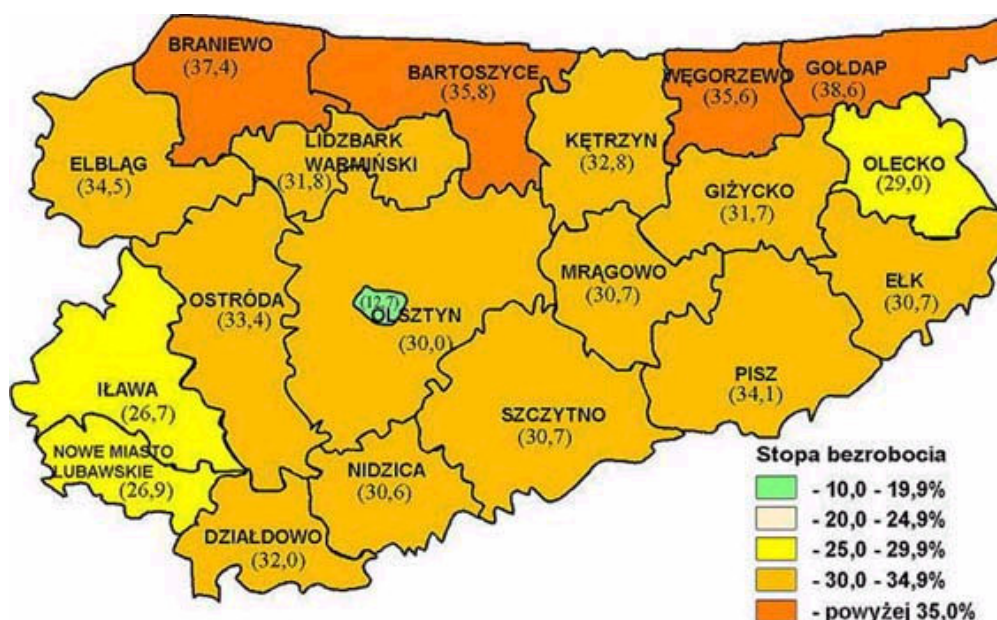 BRANIEWO
(37,4)
BARTOSZYCE
(35,8)
WĘGORZEWO
(35,6)
GOŁDAP
(38,6)
ELBLĄG
(34,5)
LIDZBARK
WARMIŃSKI
(31,8)
KĘTRZYN
(32,8)
GIŻYCKO
(31,7)
OLECKO
(29,0)
OSTRÓDA
(33,4)
(12,7)
OLSZTYN
(30,0)
MRĄGOWO
(30,7)
EŁK
(30,7)
IŁAWA
(26,7)
NOWE MIASTO
LUBAWSKIE
(26,9)
SZCZYTNO
(30,7)
PISZ
(34,1)
NIDZICA
(30,6)
DZIAŁDOWO
(32,0)
Stopa bezrobocia
- 10,0 - 19,9%
- 20,0 - 24,9%
- 25,0 - 29,9%
- 30,0 - 34,9%
- powyżej 35,0%